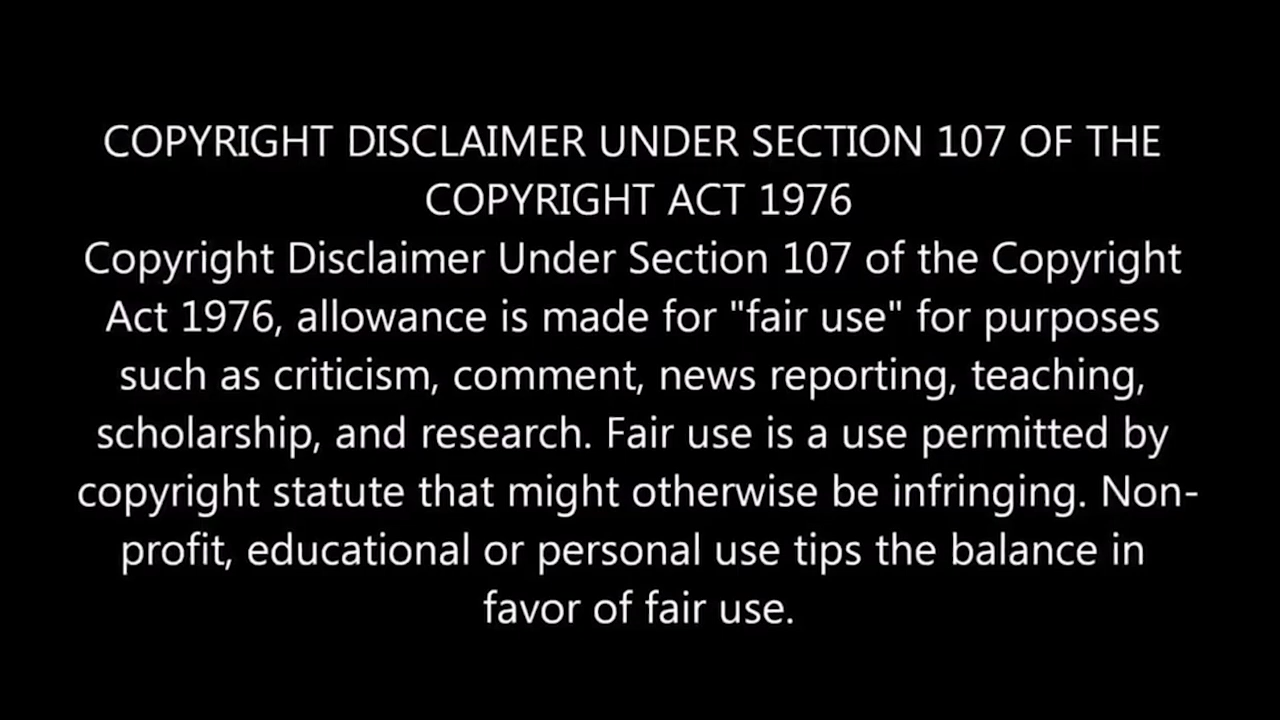 COPYRIGHT DISCLAIMER UNDER SECTION 107 OF THE
COPYRIGHT ACT 1976
Copyright Disclaimer Under Section 107 of the Copyright
Act 1976, allowance is made for "fair use" for purposes
such as criticism, comment, news reporting, teaching,
scholarship, and research. Fair use is a use permitted by
copyright statute that might otherwise be infringing. Non-
profit, educational or personal use tips the balance in
favor of fair use.